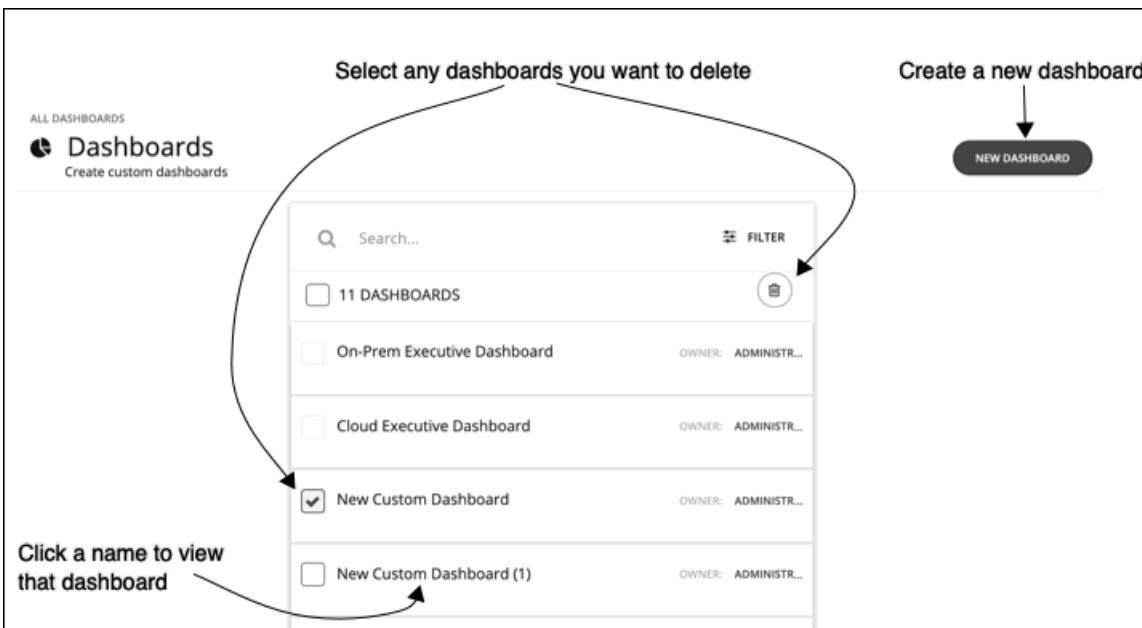 Select any dashboards you want to delete
Create a new dashboard
ALL DASHBOARDS
Dashboards
Create custom dashboards
NEW DASHBOARD
Search...
FILTER
11 DASHBOARDS
On-Prem Executive Dashboard OWNER: ADMINISTR...
Cloud Executive Dashboard OWNER: ADMINISTR...
New Custom Dashboard OWNER: ADMINISTR...
Click a name to view
that dashboard
New Custom Dashboard (1) OWNER: ADMINISTR...